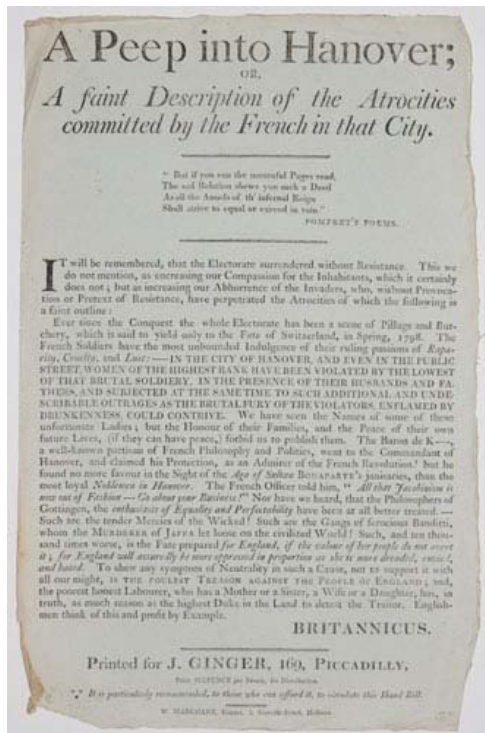 A Peep into Hanover;
OR,
A faint Description of the Atrocities
committed by the French in that City.
" But if you can the mournful Pages read,
The sad Relation shews you such a Deed
As all the Annals of th' infernal Reign
Shall strive to equal or exceed in vain."
POMFRET'S POEMS.
IT will be remembered, that the Electorate surrendered without Resistance. This we
do not mention, as encreasing our Compassion for the Inhabitants, which it certainly
does not; but as increasing our Abhorrence of the Invaders, who, without Provoca-
tion or Pretext of Resistance, have perpetrated the Atrocities of which the following is
a faint outline:
Ever since the Conquest the whole Electorate has been a scene of Pillage and But-
chery, which is said to yield only to the Fate of Switzerland, in Spring, 1798. The
French Soldiers have the most unbounded Indulgence of their ruling passions of Rapa-
city, Cruelty, and Lust:— IN THE CITY OF HANOVER, AND EVEN IN THE PUBLIC
STREET, WOMEN OF THE HIGHEST RANK HAVE BEEN VIOLATED BY THE LOWEST
OF THAT BRUTAL SOLDIERY, IN THE PRESENCE OF THEIR HUSBANDS AND FA-
THERS, AND SUBJECTED AT THE SAME TIME TO SUCH ADDITIONAL AND UNDE-
SCRIBABLE OUTRAGES AS THE BRUTAL FURY OF THE VIOLATORS, ENFLAMED BY
DRUNKENNESS, COULD CONTRIVE. We have seen the Names of some of these
unfortunate Ladies; but the Honour of their Families, and the Peace of their own
future Lives, (if they can have peace,) forbid us to publish them. The Baron de K—,
a well-known partisan of French Philosophy and Politics, went to the Commandant of
Hanover, and claimed his Protection, as an Admirer of the French Revolution! but he
found no more favour in the Sight of the Aga of Sultan BONAPARTE'S janisaries, than the
most loyal Nobleman in Hanover. The French Officer told him, " All that Jacobinism is
now out of Fashion — Go about your Business!" Nor have we heard, that the Philosophers of
Gottingen, the enthusiasts of Equality and Perfectability have been at all better treated. —
Such are the tender Mercies of the Wicked! Such are the Gangs of ferocious Banditti,
whom the MURDERER OF JAFFA let loose on the civilized World! Such, and ten thou-
sand times worse, is the Fate prepared for England, if the valour of her people do not avert
it; for England will assuredly be more oppressed in proportion as she is more dreaded, envied,
and hated. To shew any symptom of Neutrality in such a Cause, not to support it with
all our might, IS THE FOULEST TREASON AGAINST THE PEOPLE OF ENGLAND; and,
the poorest honest Labourer, who has a Mother or a Sister, a Wife or a Daughter, has, in
truth, as much reason as the highest Duke in the Land to detest the Traitor. English-
men think of this and profit by Example.
BRITANNICUS.
Printed for J. GINGER, 169, PICCADILLY,
Price SIXPENCE per Dozen, for Distribution.
It is particularly recommended, to those who can afford it, to circulate this Hand Bill
W. MARCHANT, Printer, 3, Greville-Street, Holborn.